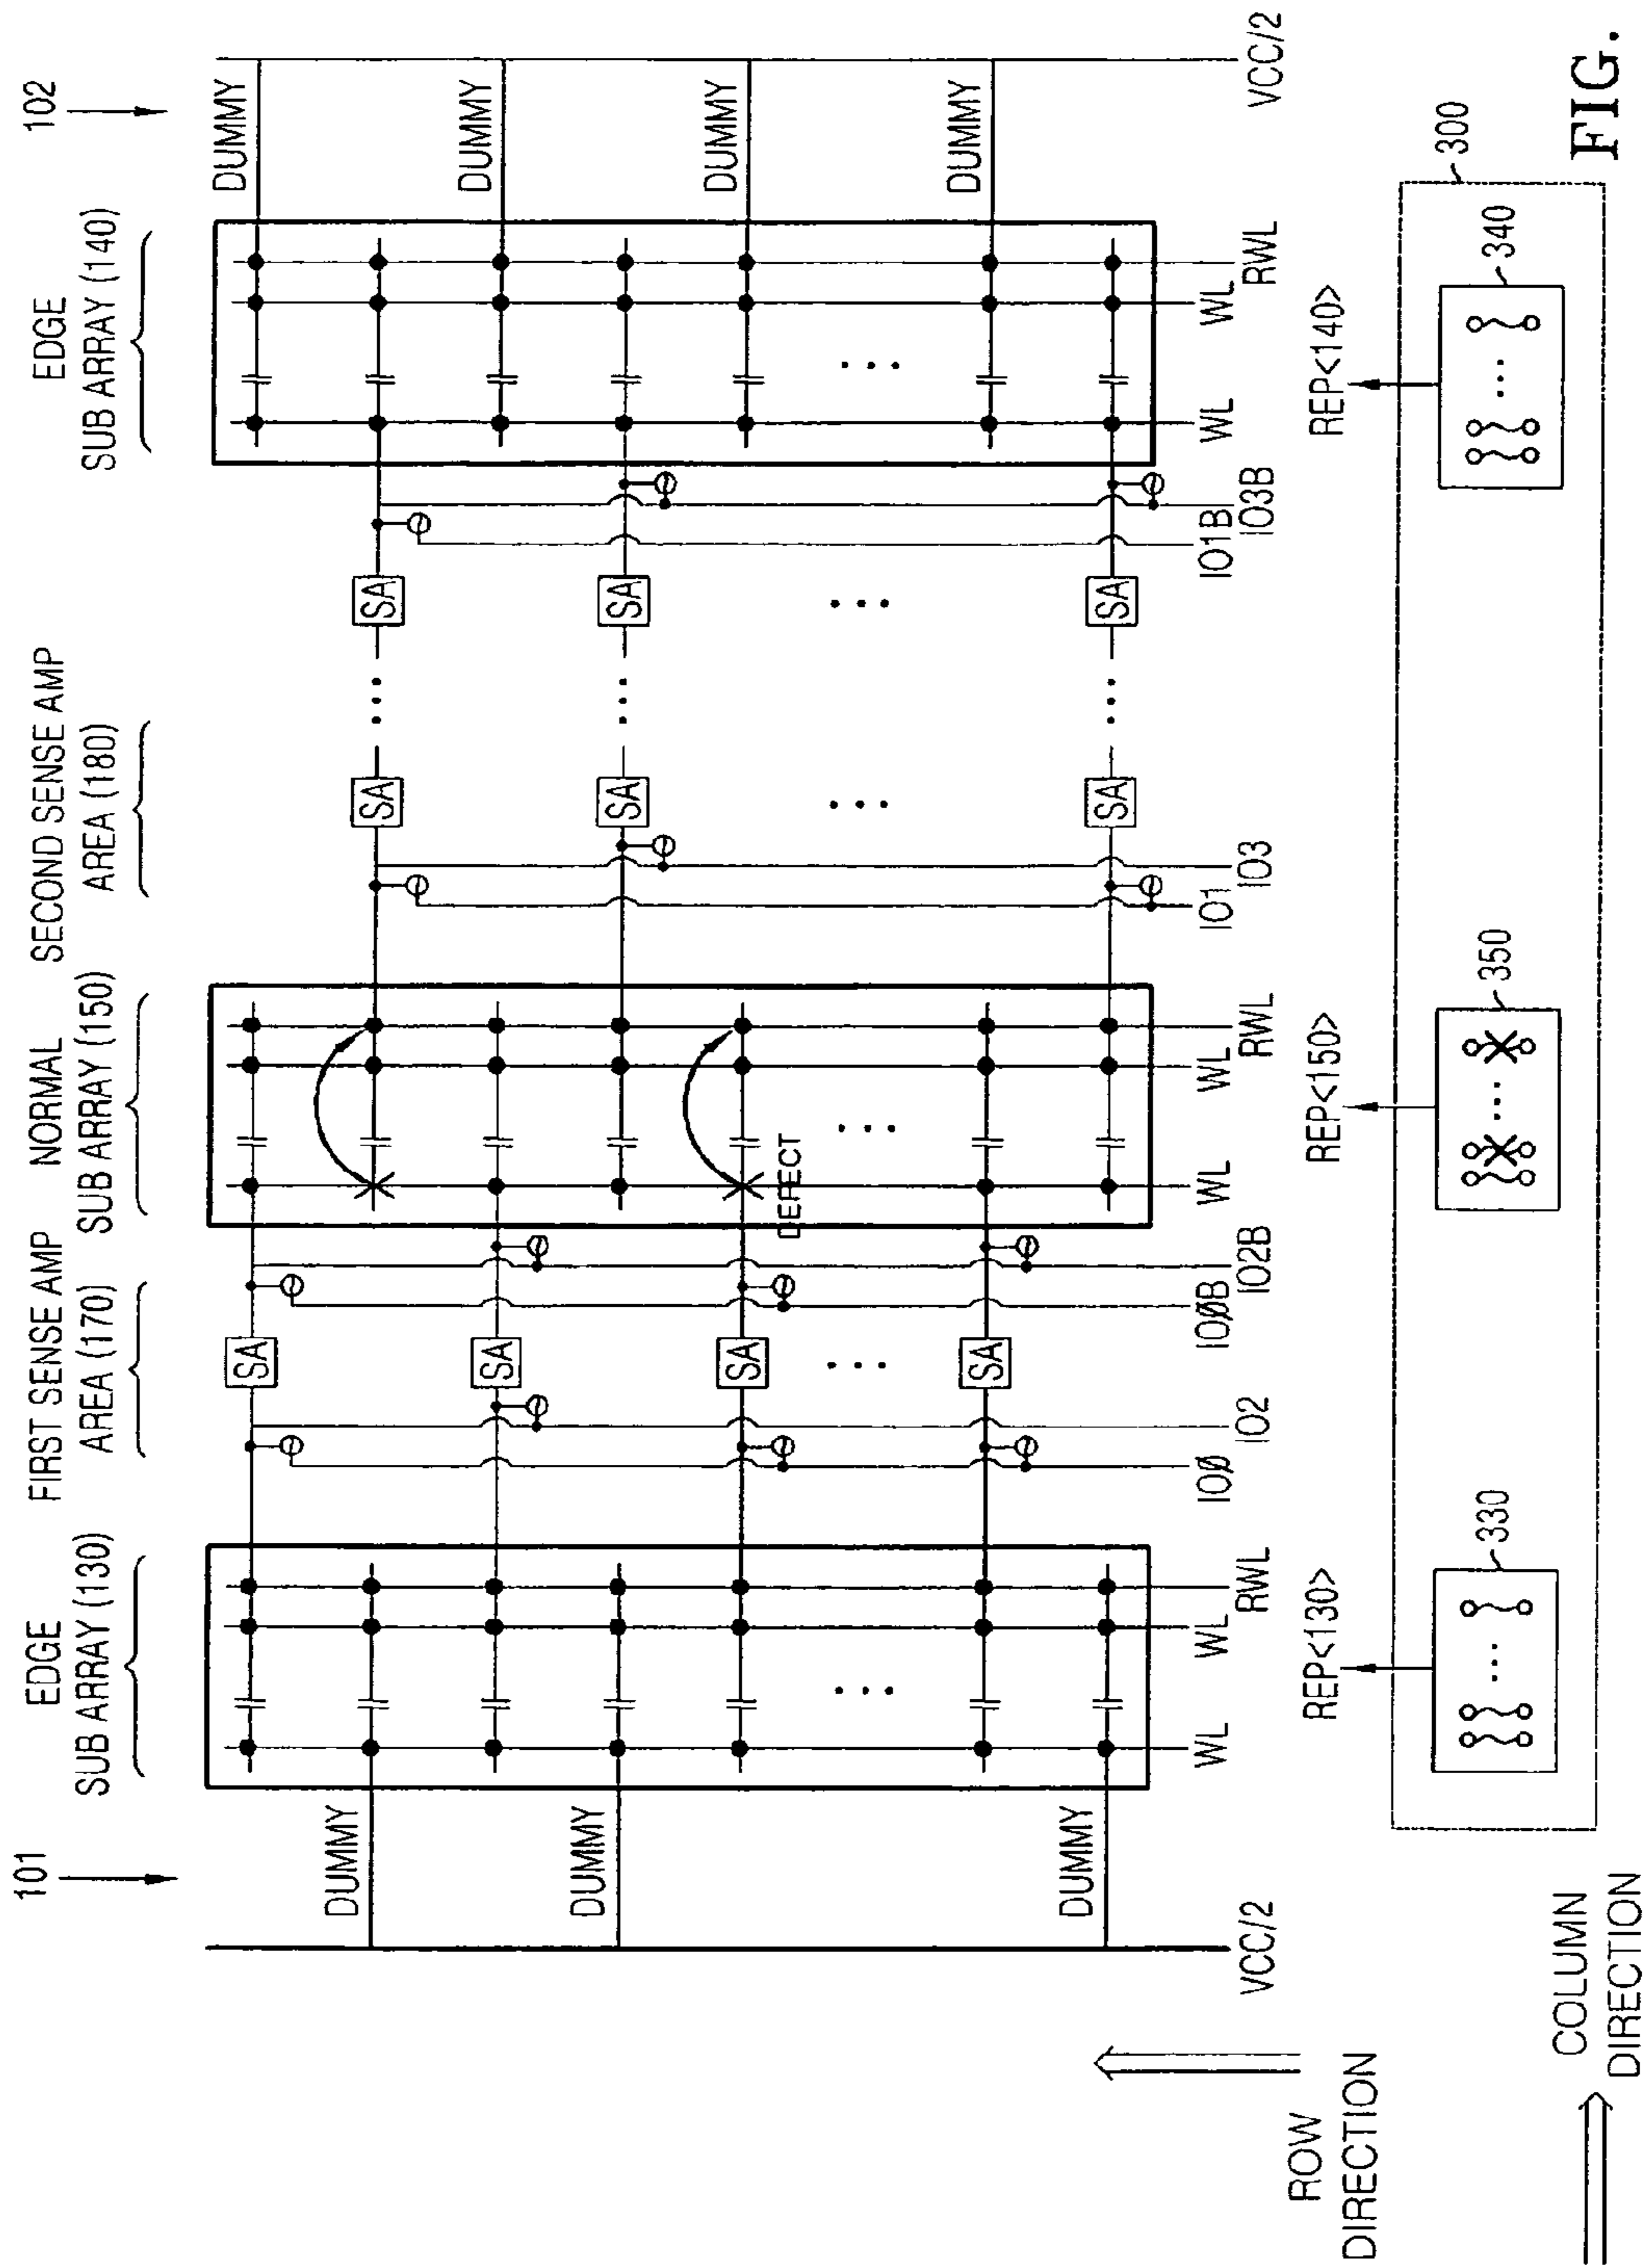 101
102
EDGE
SUB ARRAY (130)
FIRST SENSE AMP
AREA (170)
NORMAL
SUB ARRAY (150)
SECOND SENSE AMP
AREA (180)
EDGE
SUB ARRAY (140)
DUMMY
DUMMY
DUMMY
DUMMY
DUMMY
DUMMY
DUMMY
SA
SA
SA
SA
SA
SA
SA
SA
SA
SA
DEFECT
VCC/2
WL
WL
RWL
IOØ
IO2
IOØB
IO2B
WL
WL
RWL
IO1
IO3
IO1B
IO3B
WL
WL
RWL
VCC/2
REP<130>
REP<150>
REP<140>
330
350
340
300
ROW
DIRECTION
COLUMN
DIRECTION
FIG.